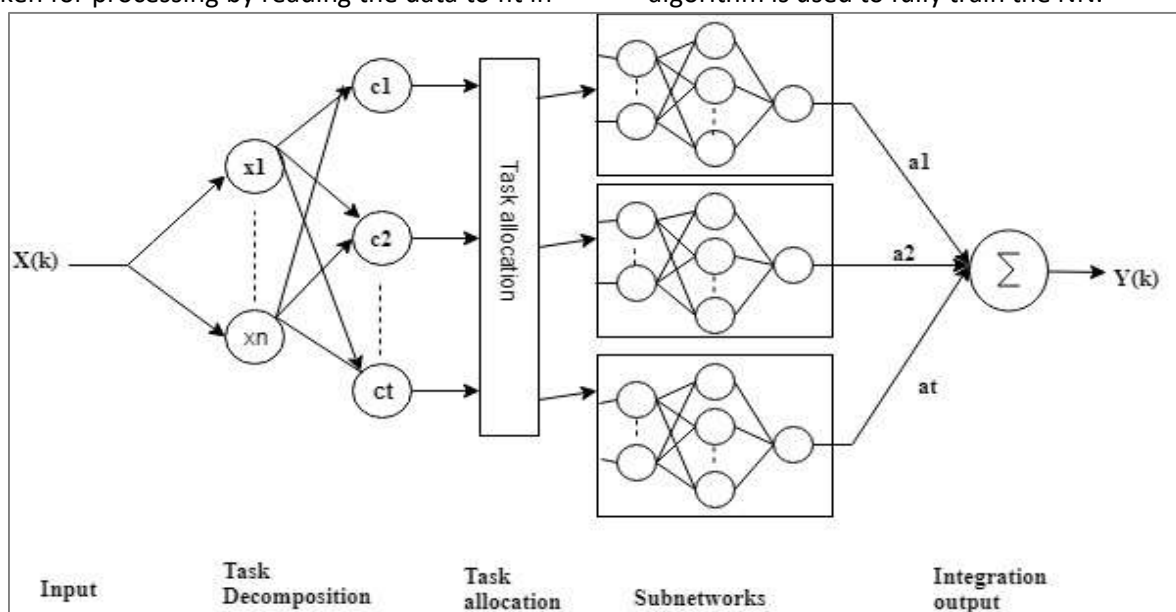 ken for processing by reading the data to fit in
algorithm is used to fully train the NN.
c1
x1
a1
Task allocation
c2
a2
X(k)
Σ
Y(k)
xn
ct
at
Input
Task
Decomposition
Task
allocation
Subnetworks
Integration
output